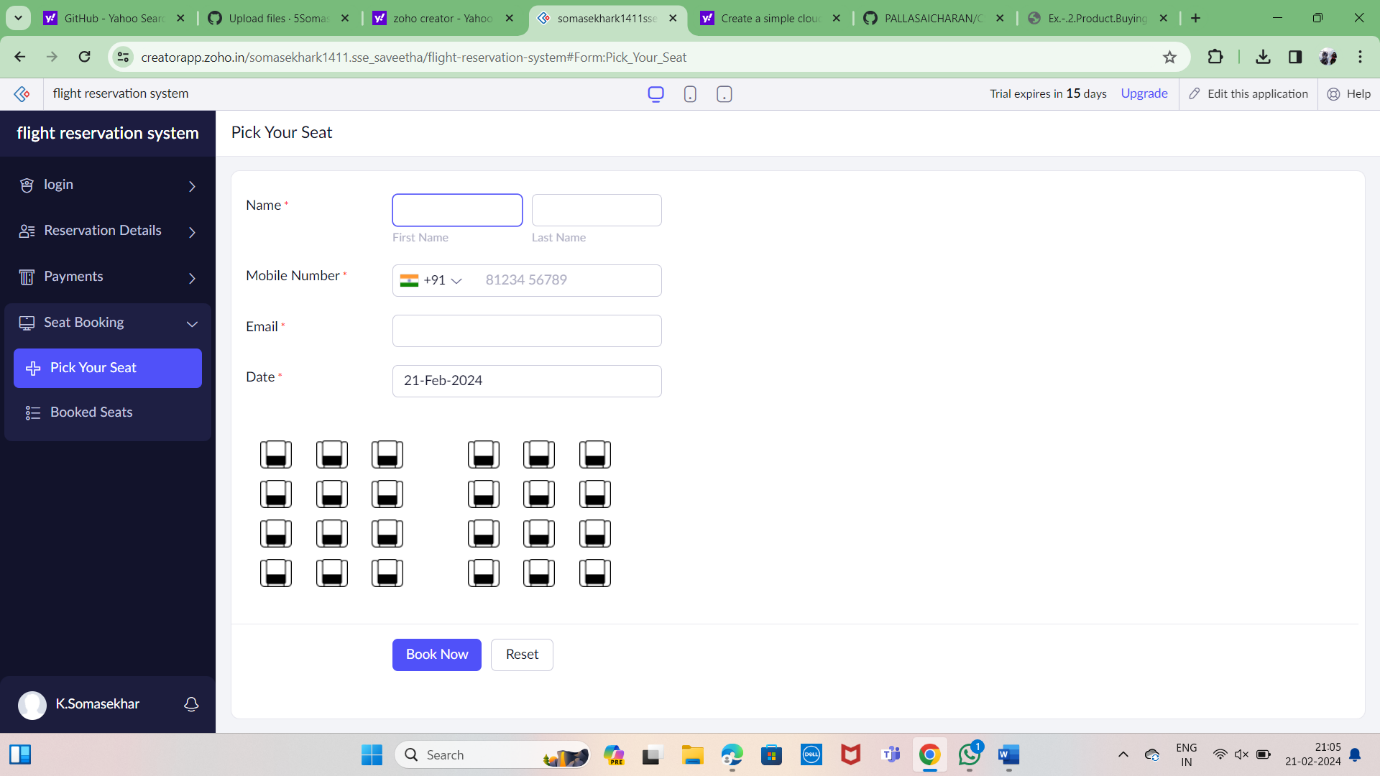 GitHub - Yahoo Sear
Upload files · 5Somas
zoho creator - Yahoo
somasekhark1411sse
Create a simple clou
PALLASAICHARAN/C
Ex.-.2.Product.Buying
creatorapp.zoho.in/somasekhark1411.sse_saveetha/flight-reservation-system#Form:Pick_Your_Seat
flight reservation system
Trial expires in 15 days
Upgrade
Edit this application
Help
flight reservation system
Pick Your Seat
login
Reservation Details
Payments
Seat Booking
Pick Your Seat
Booked Seats
K.Somasekhar
Name *
First Name
Last Name
Mobile Number *
+91
81234 56789
Email *
Date *
21-Feb-2024
Book Now
Reset
Search
PRE
DELL
1
W
ENG
IN
21:05
21-02-2024